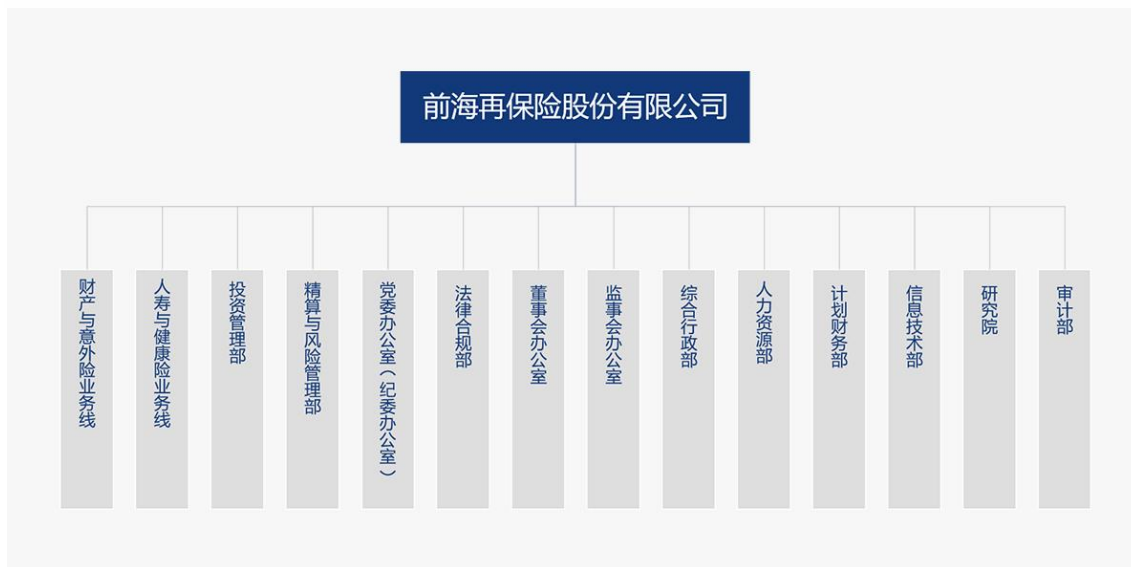 前海再保险股份有限公司
财产与意外险业务线
人寿与健康险业务线
投资管理部
精算与风险管理部
党委办公室（纪委办公室）
法律合规部
董事会办公室
监事会办公室
综合行政部
人力资源部
计划财务部
信息技术部
研究院
审计部